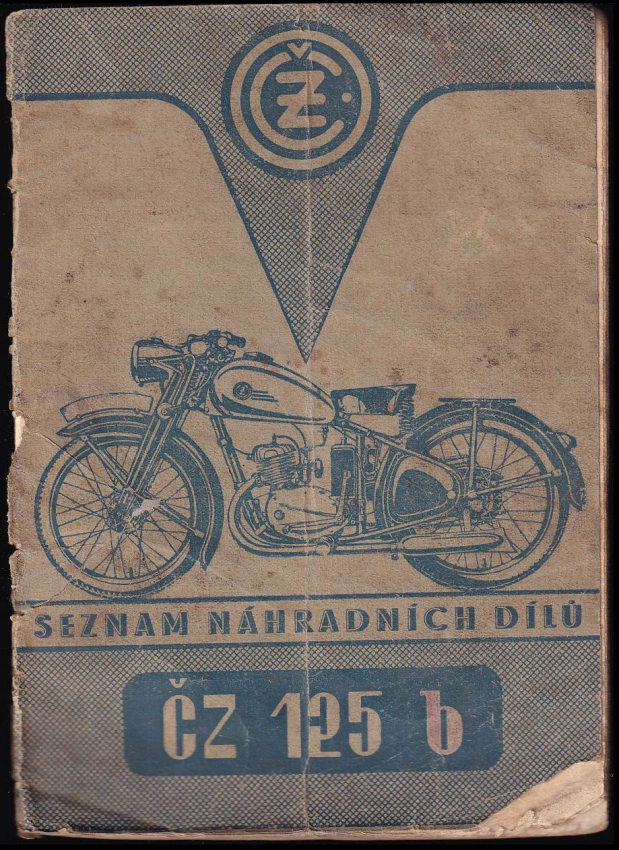 ČZ
SEZNAM NÁHRADNÍCH DÍLŮ
ČZ 125 b